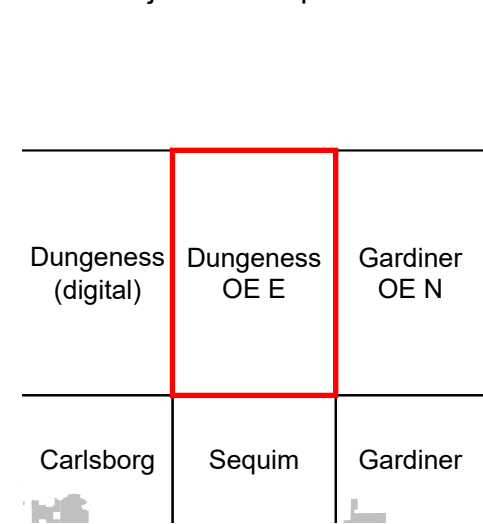 Dungeness
(digital)
Dungeness
OE E
Gardiner
OE N
Carlsborg
Sequim
Gardiner